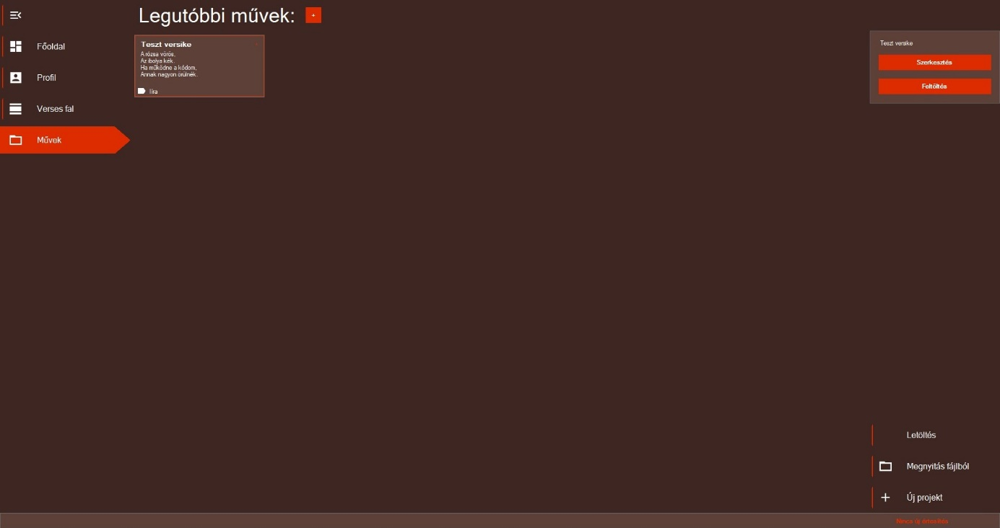 Legutóbbi művek: +
Főoldal
Profil
Verses fal
Művek
Teszt versike
A rózsa vörös,
Az ibolya kék.
Ha működne a kódom,
Annak nagyon örülnék.
líra
Teszt versike
Szerkesztés
Feltöltés
Letöltés
Megnyitás fájlból
Új projekt
Nincs új értesítés